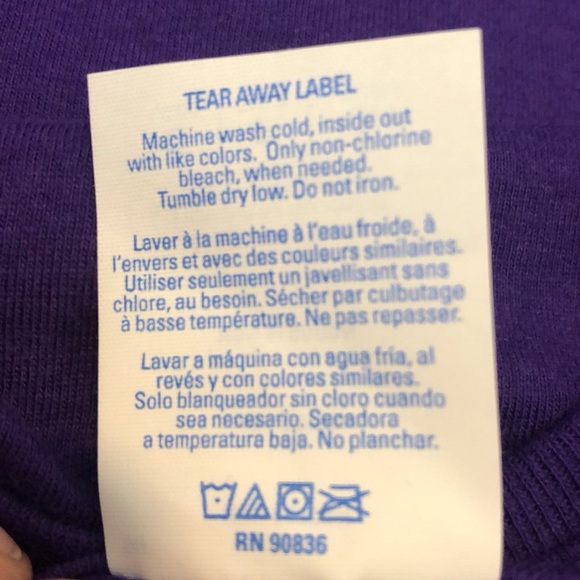 TEAR AWAY LABEL
Machine wash cold, inside out
with like colors. Only non-chlorine
bleach, when needed.
Tumble dry low. Do not iron.
Laver à la machine à l'eau froide, à
l'envers et avec des couleurs similaires.
Utiliser seulement un javellisant sans
chlore, au besoin. Sécher par culbutage
à basse température. Ne pas repasser.
Lavar a máquina con agua fría, al
revés y con colores similares.
Solo blanqueador sin cloro cuando
sea necesario. Secadora
a temperatura baja. No planchar.
RN 90836